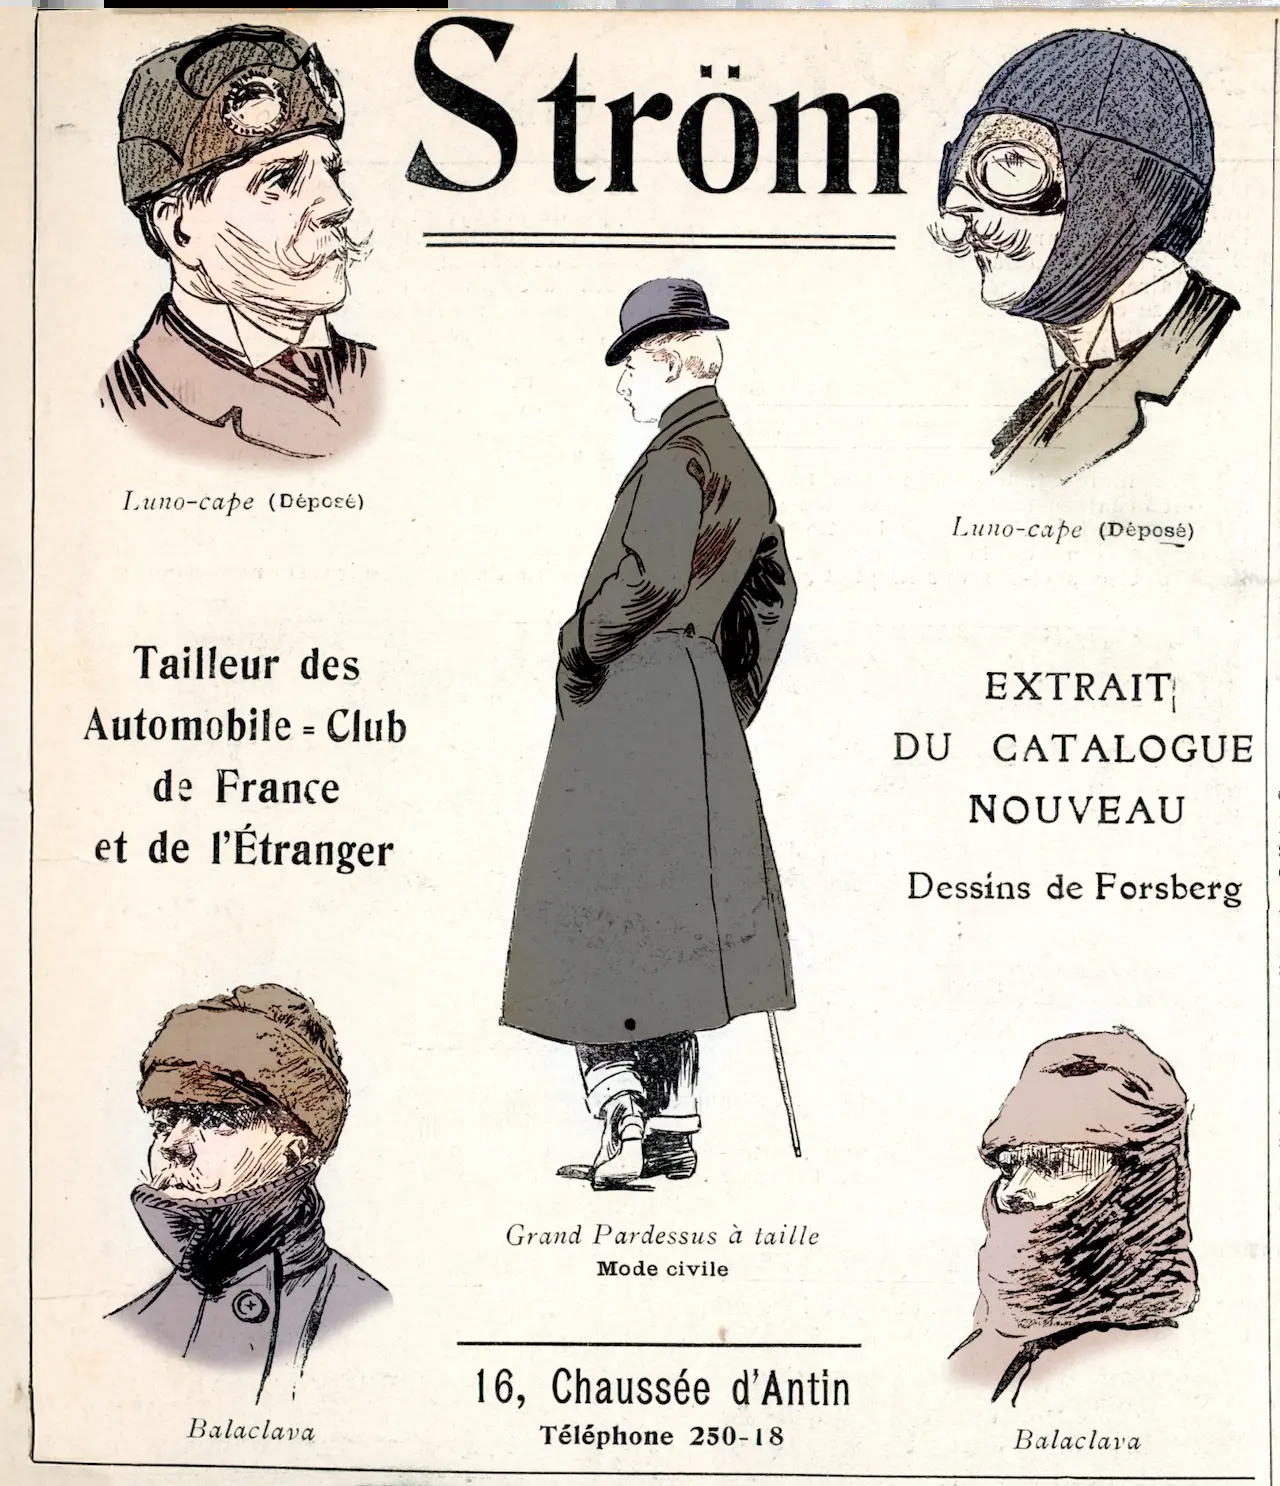 Ström
Luno-cape (Déposé)
Luno-cape (Déposé)
Tailleur des
Automobile=Club
de France
et de l'Étranger
EXTRAIT
DU CATALOGUE
NOUVEAU
Dessins de Forsberg
Grand Pardessus à taille
Mode civile
16, Chaussée d'Antin
Téléphone 250-18
Balaclava
Balaclava